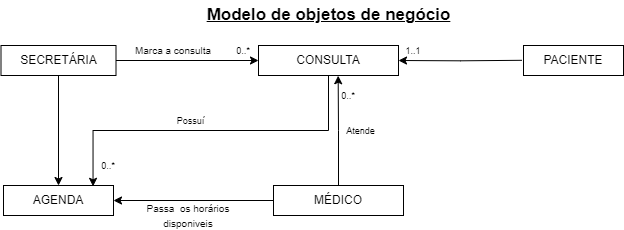 Modelo de objetos de negócio
SECRETÁRIA
Marca a consulta
0..*
CONSULTA
1..1
PACIENTE
0..*
Possuí
Atende
0..*
AGENDA
Passa os horários
disponiveis
MÉDICO